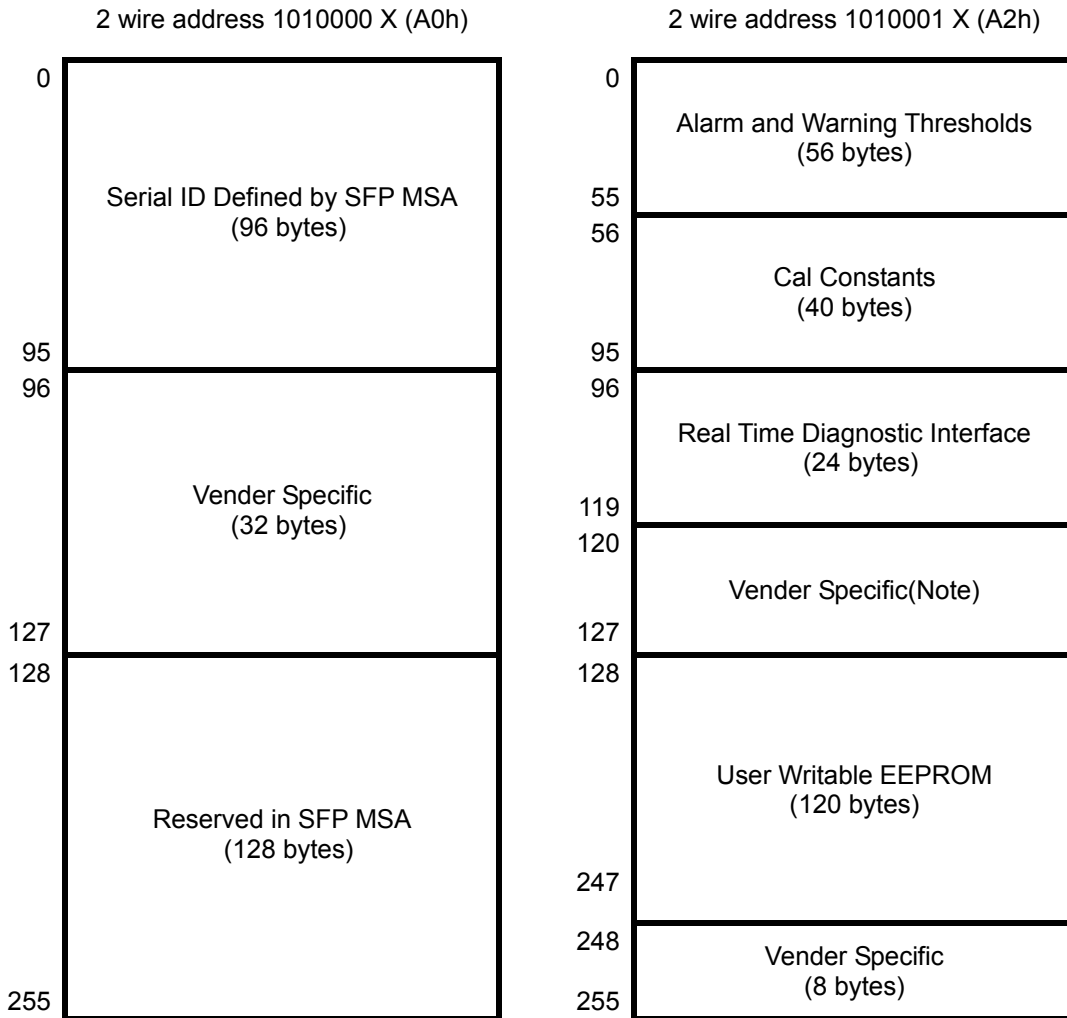 2 wire address 1010000 X (A0h)
0
Serial ID Defined by SFP MSA
(96 bytes)
95
96
Vender Specific
(32 bytes)
127
128
Reserved in SFP MSA
(128 bytes)
255
2 wire address 1010001 X (A2h)
0
Alarm and Warning Thresholds
(56 bytes)
55
56
Cal Constants
(40 bytes)
95
96
Real Time Diagnostic Interface
(24 bytes)
119
120
Vender Specific(Note)
127
128
User Writable EEPROM
(120 bytes)
247
248
Vender Specific
(8 bytes)
255